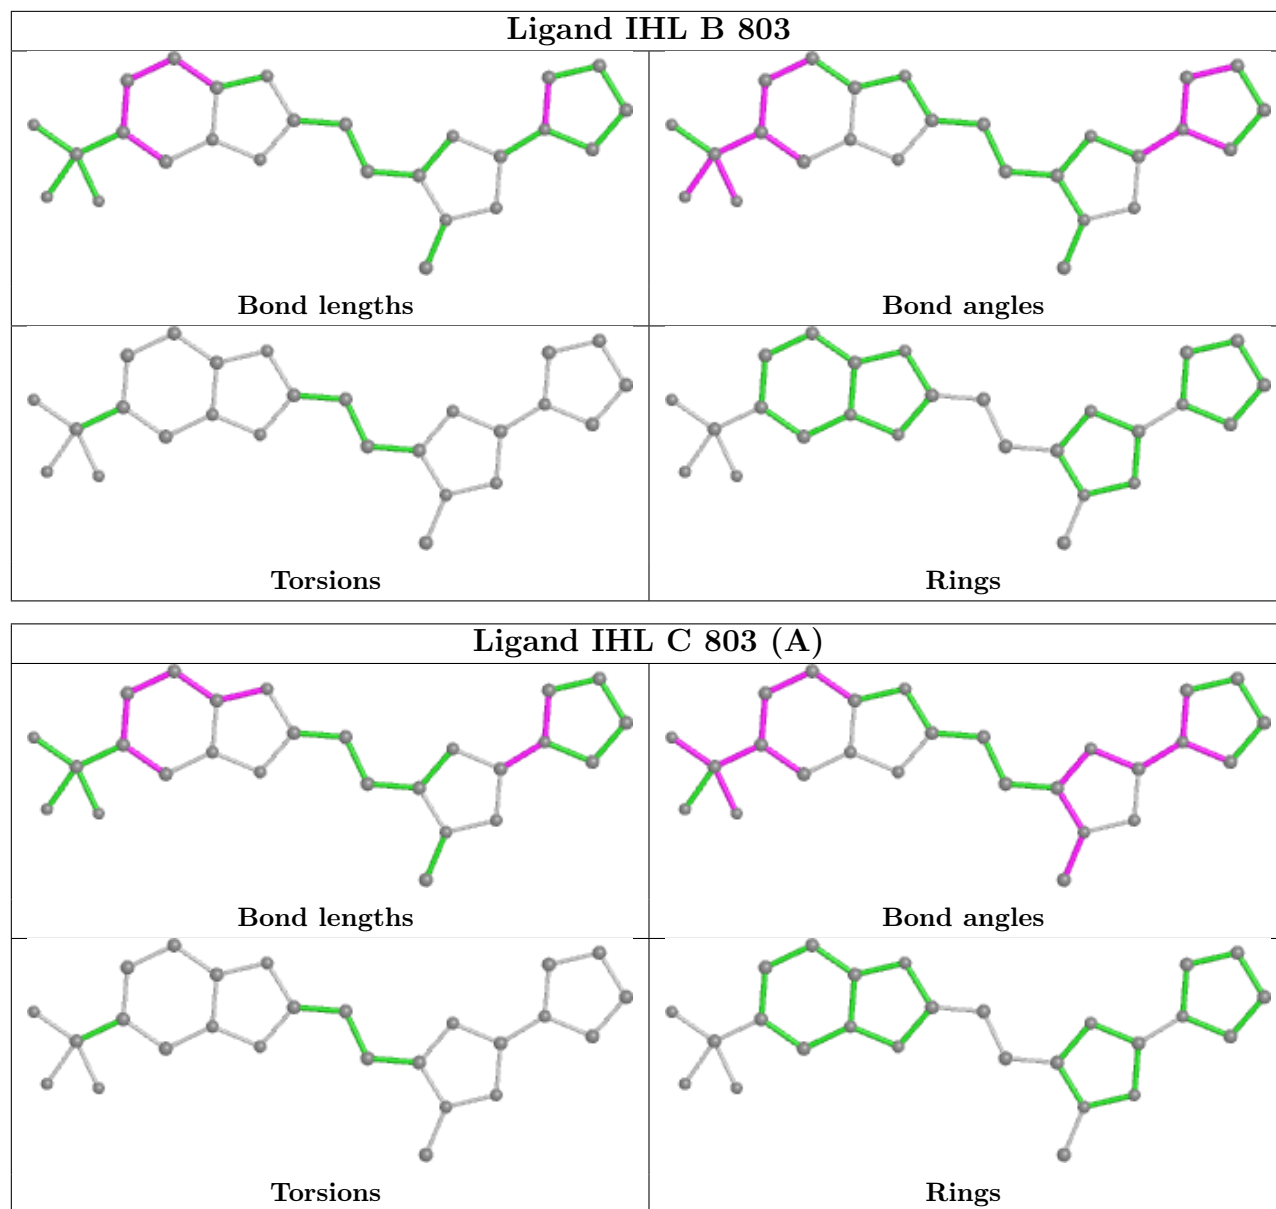 Ligand IHL B 803
Bond lengths
Bond angles
Torsions
Rings
Ligand IHL C 803 (A)
Bond lengths
Bond angles
Torsions
Rings